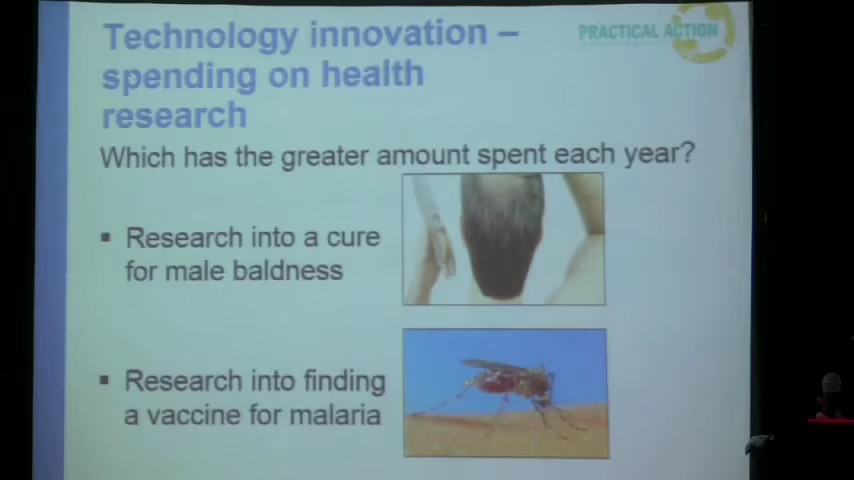 Technology innovation –
spending on health
research
PRACTICAL ACTION
Which has the greater amount spent each year?
▪ Research into a cure
for male baldness
▪ Research into finding
a vaccine for malaria